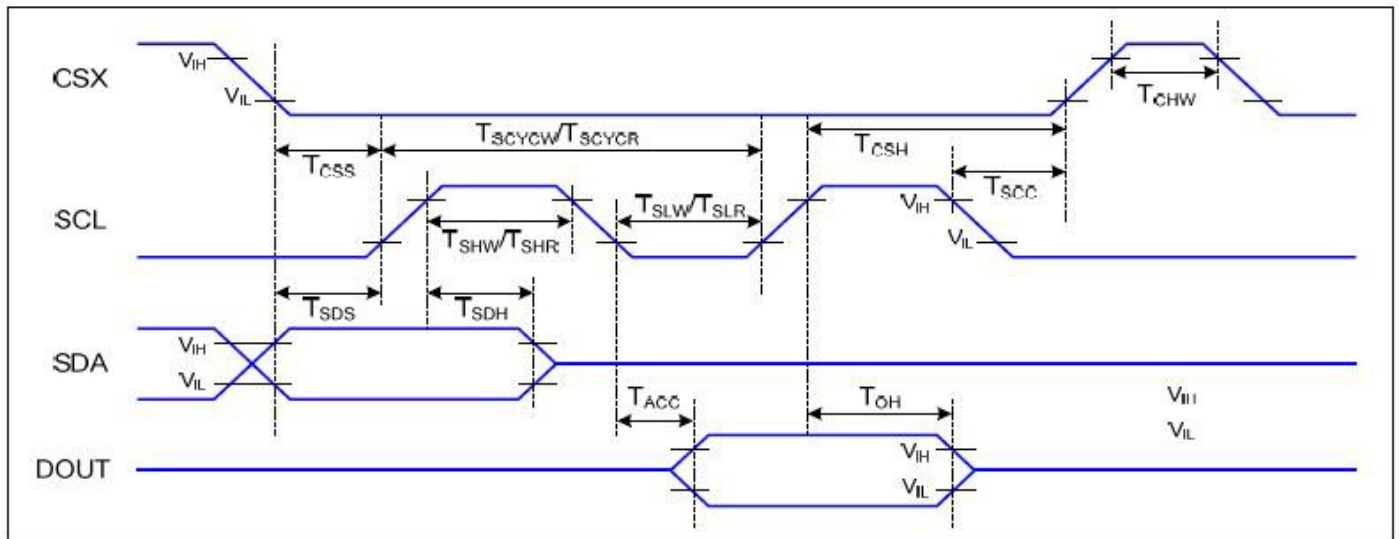 CSX
VIH
VIL
TCSS
TSCYCW/TSCYCR
TCSH
TCHW
TSCC
SCL
TSHW/TSHR
TSLW/TSLR
VIH
VIL
TSDS
TSDH
SDA
VIH
VIL
TACC
TOH
VIH
VIL
DOUT
VIH
VIL